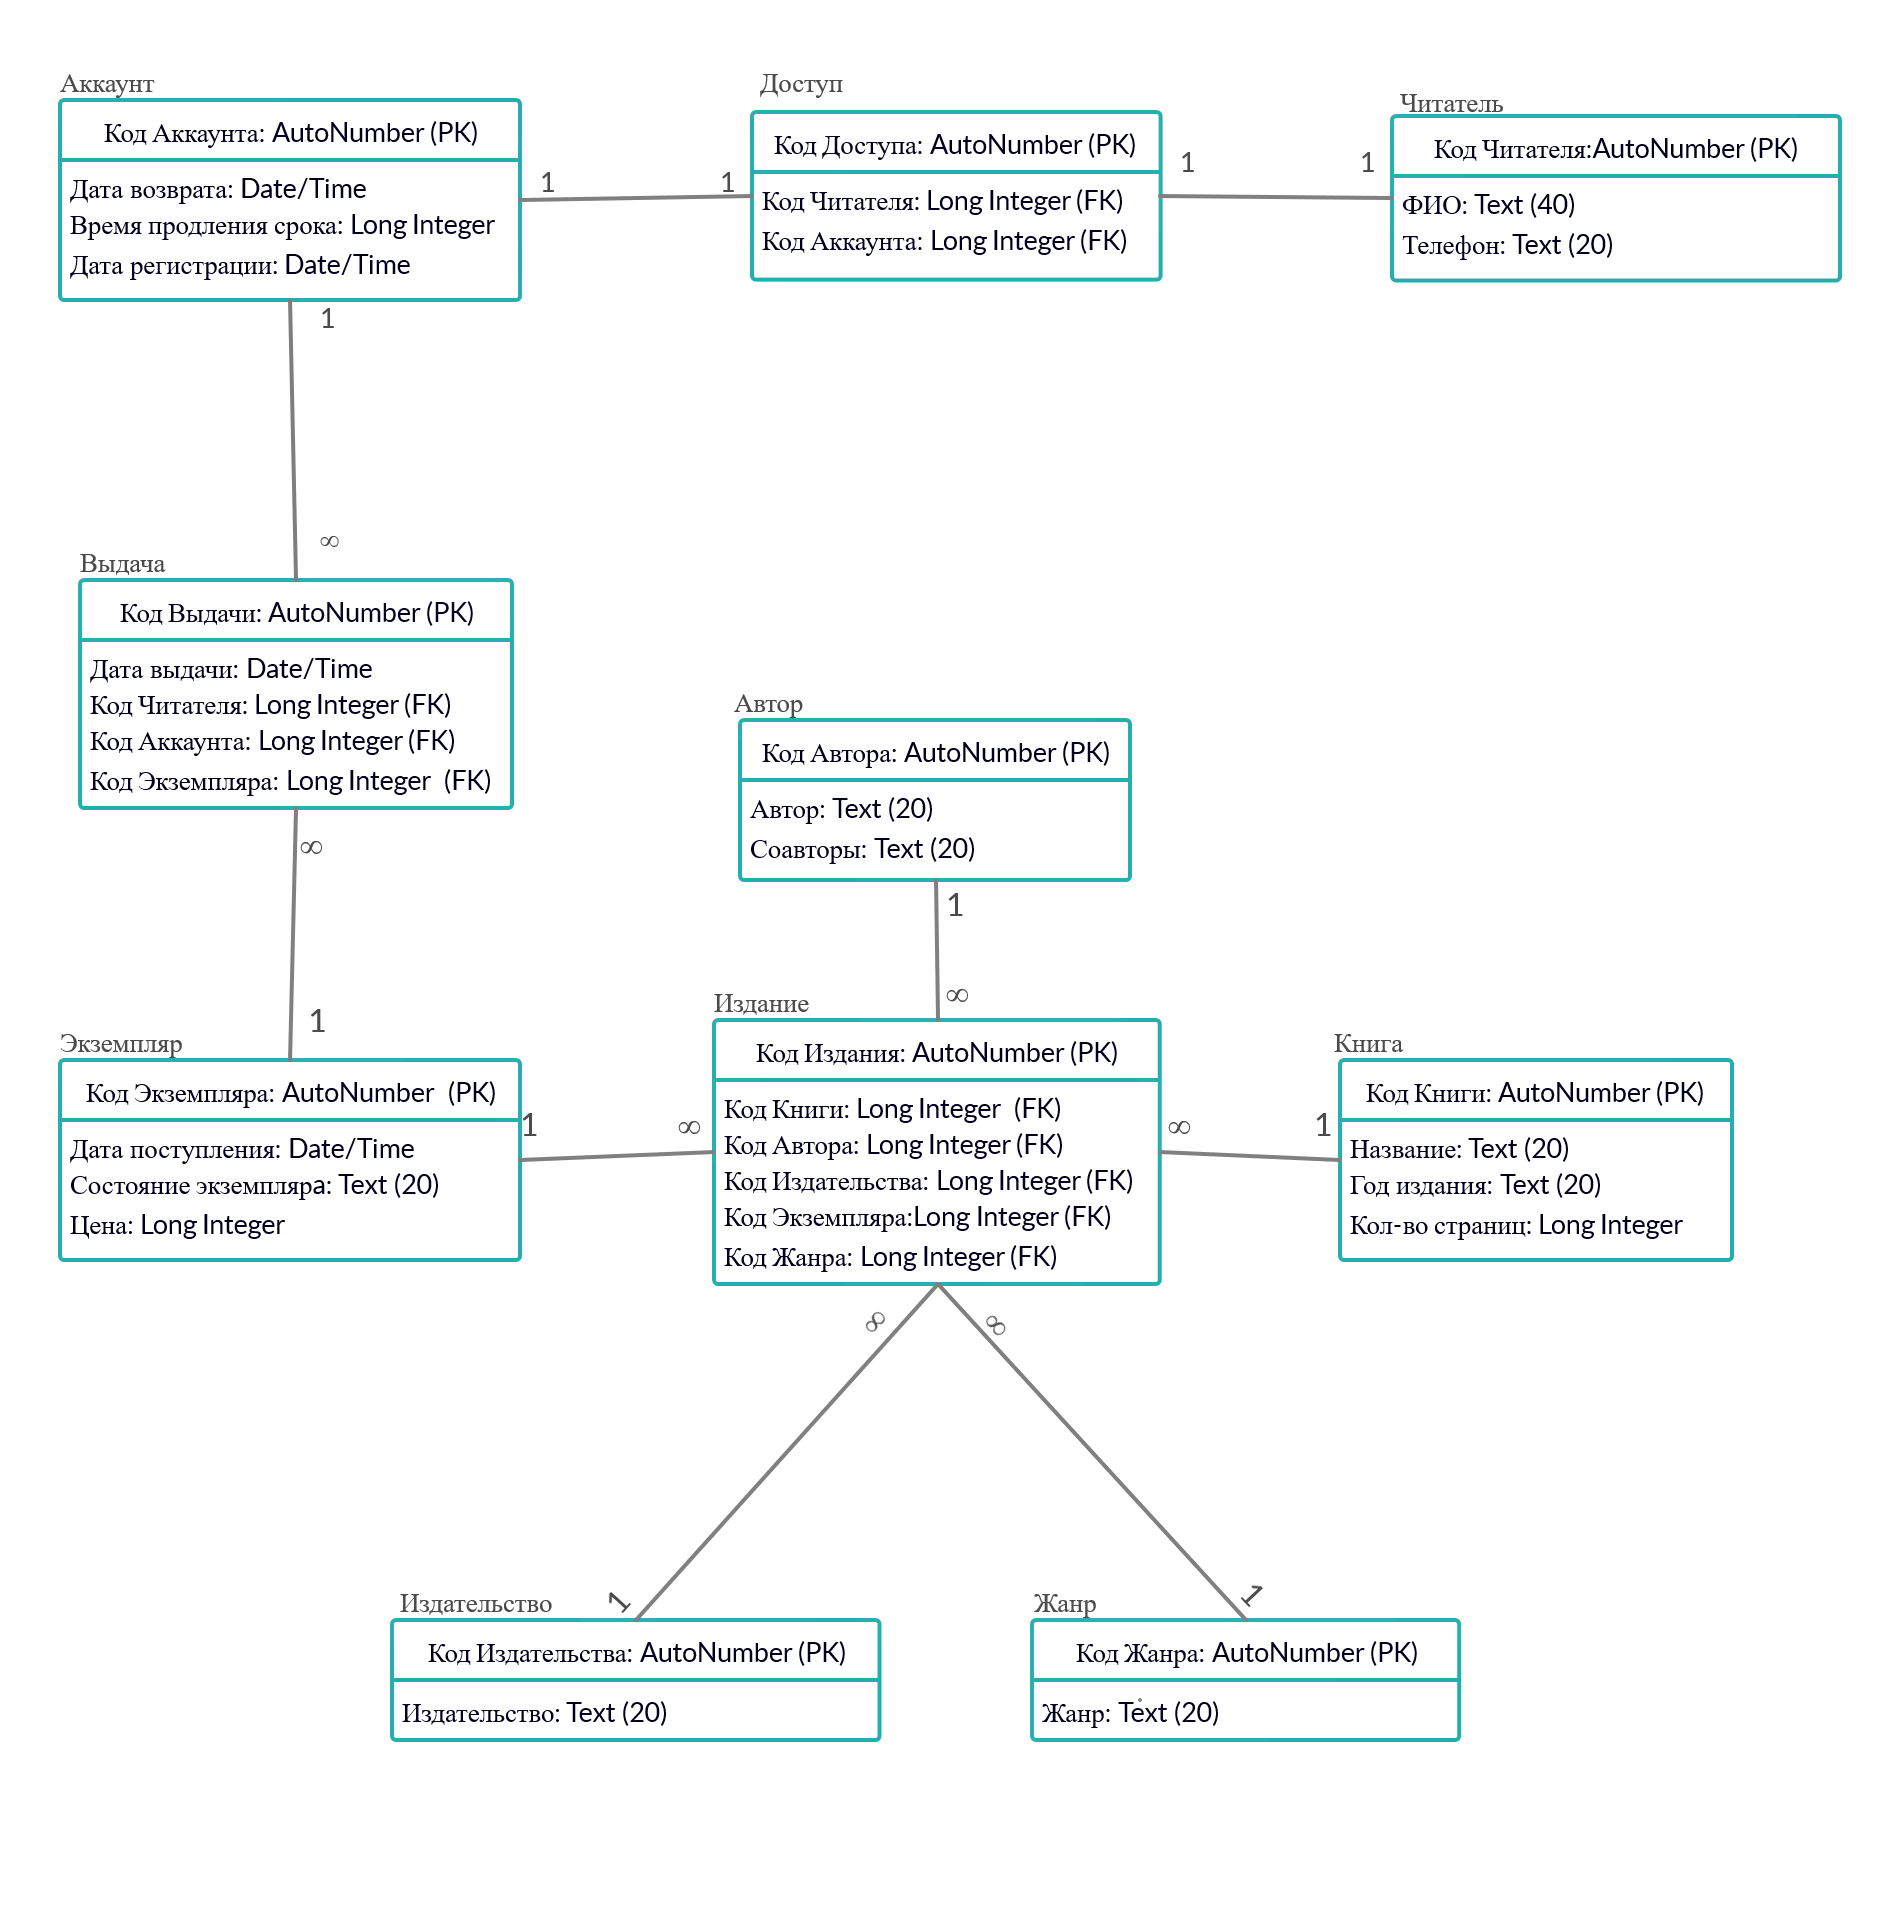 Аккаунт
Код Аккаунта: AutoNumber (PK)
Дата возврата: Date/Time
Время продления срока: Long Integer
Дата регистрации: Date/Time
1
1
Доступ
Код Доступа: AutoNumber (PK)
Код Читателя: Long Integer (FK)
Код Аккаунта: Long Integer (FK)
1
1
Читатель
Код Читателя:AutoNumber (PK)
ФИО: Text (40)
Телефон: Text (20)
1
∞
Выдача
Код Выдачи: AutoNumber (PK)
Дата выдачи: Date/Time
Код Читателя: Long Integer (FK)
Код Аккаунта: Long Integer (FK)
Код Экземпляра: Long Integer (FK)
∞
1
Автор
Код Автора: AutoNumber (PK)
Автор: Text (20)
Соавторы: Text (20)
1
∞
Экземпляр
Код Экземпляра: AutoNumber (PK)
Дата поступления: Date/Time
Состояние экземпляра: Text (20)
Цена: Long Integer
1
∞
Издание
Код Издания: AutoNumber (PK)
Код Книги: Long Integer (FK)
Код Автора: Long Integer (FK)
Код Издательства: Long Integer (FK)
Код Экземпляра:Long Integer (FK)
Код Жанра: Long Integer (FK)
∞
1
Книга
Код Книги: AutoNumber (PK)
Название: Text (20)
Год издания: Text (20)
Кол-во страниц: Long Integer
∞
∞
1
1
Издательство
Код Издательства: AutoNumber (PK)
Издательство: Text (20)
Жанр
Код Жанра: AutoNumber (PK)
Жанр: Text (20)